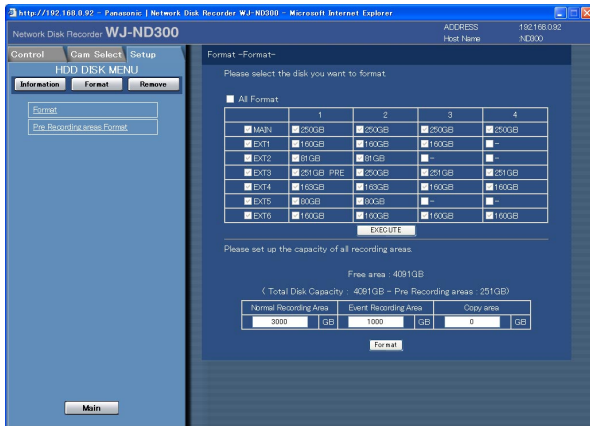 http://192.168.0.92 - Panasonic | Network Disk Recorder WJ-ND300 - Microsoft Internet Explorer
Network Disk Recorder WJ-ND300
ADDRESS :192.168.0.92
Host Name :ND300
Control Cam Select Setup
HDD DISK MENU
Information Format Remove
Format
Pre Recording areas Format
Format -Format-
Please select the disk you want to format
All Format
1 2 3 4
MAIN 250GB 250GB 250GB 250GB
EXT1 160GB 160GB 160GB -
EXT2 81GB 81GB - -
EXT3 251GB PRE 250GB 251GB 251GB
EXT4 163GB 163GB 160GB 160GB
EXT5 80GB 80GB - -
EXT6 160GB 160GB 160GB 160GB
EXECUTE
Please set up the capacity of all recording areas.
Free area : 4091GB
( Total Disk Capacity : 4091GB - Pre Recording areas : 251GB)
Normal Recording Area Event Recording Area Copy area
3000 GB 1000 GB 0 GB
Format
Main